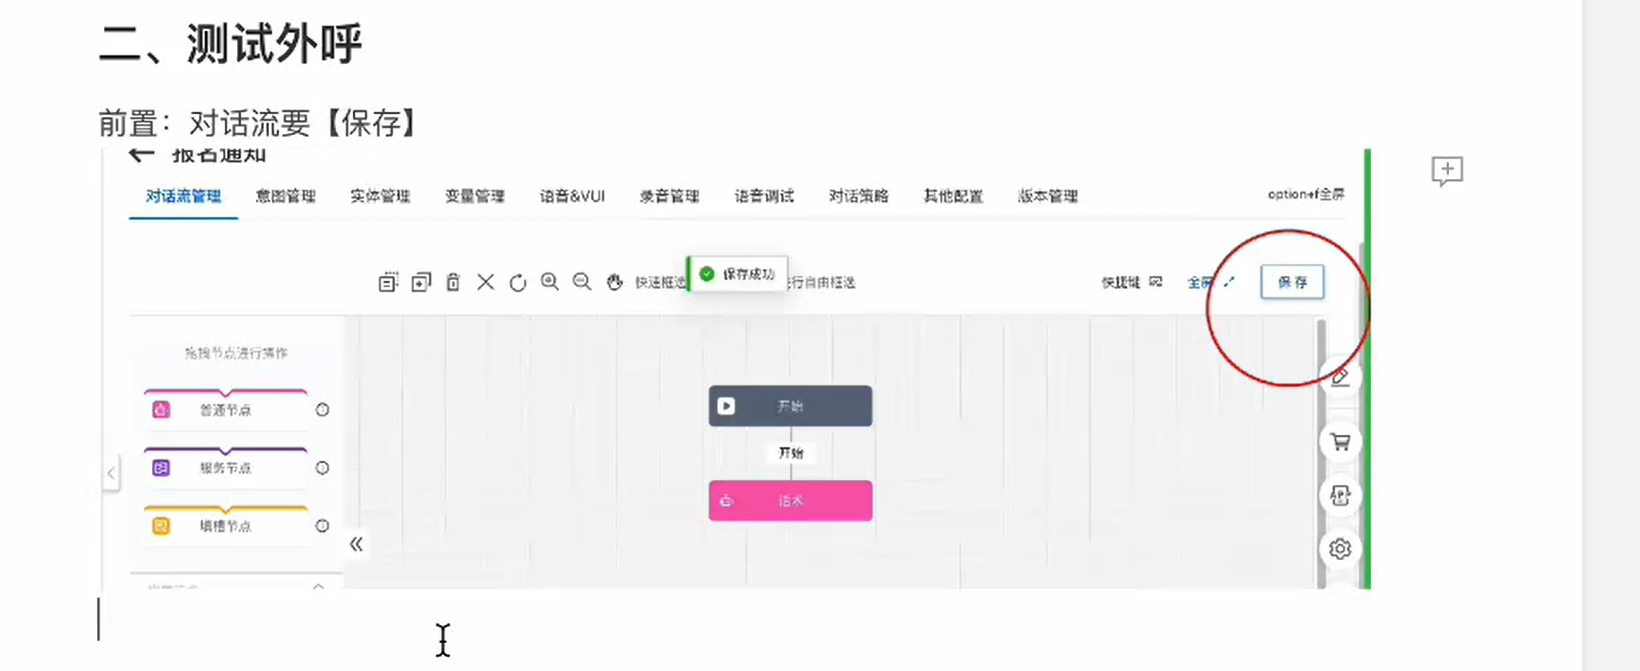 二、测试外呼
前置：对话流要【保存】
报名通知
对话流管理 意图管理 实体管理 变量管理 语音&VUI 录音管理 语音调试 对话策略 其他配置 版本管理 option+f全屏
快速框选 保存成功 行自由框选 快捷键 全屏 保存
拖拽节点进行操作
普通节点
服务节点
填槽节点
开始
开始
话术